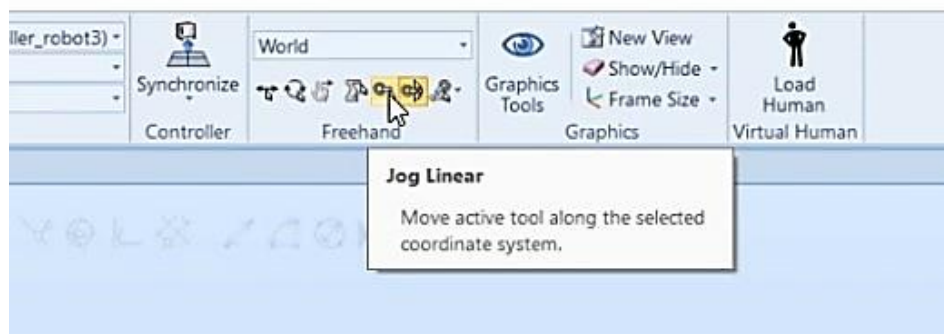 ller_robot3)
World
New View
Show/Hide
Frame Size
Synchronize
Graphics
Tools
Load
Human
Controller
Freehand
Graphics
Virtual Human
Jog Linear
Move active tool along the selected
coordinate system.